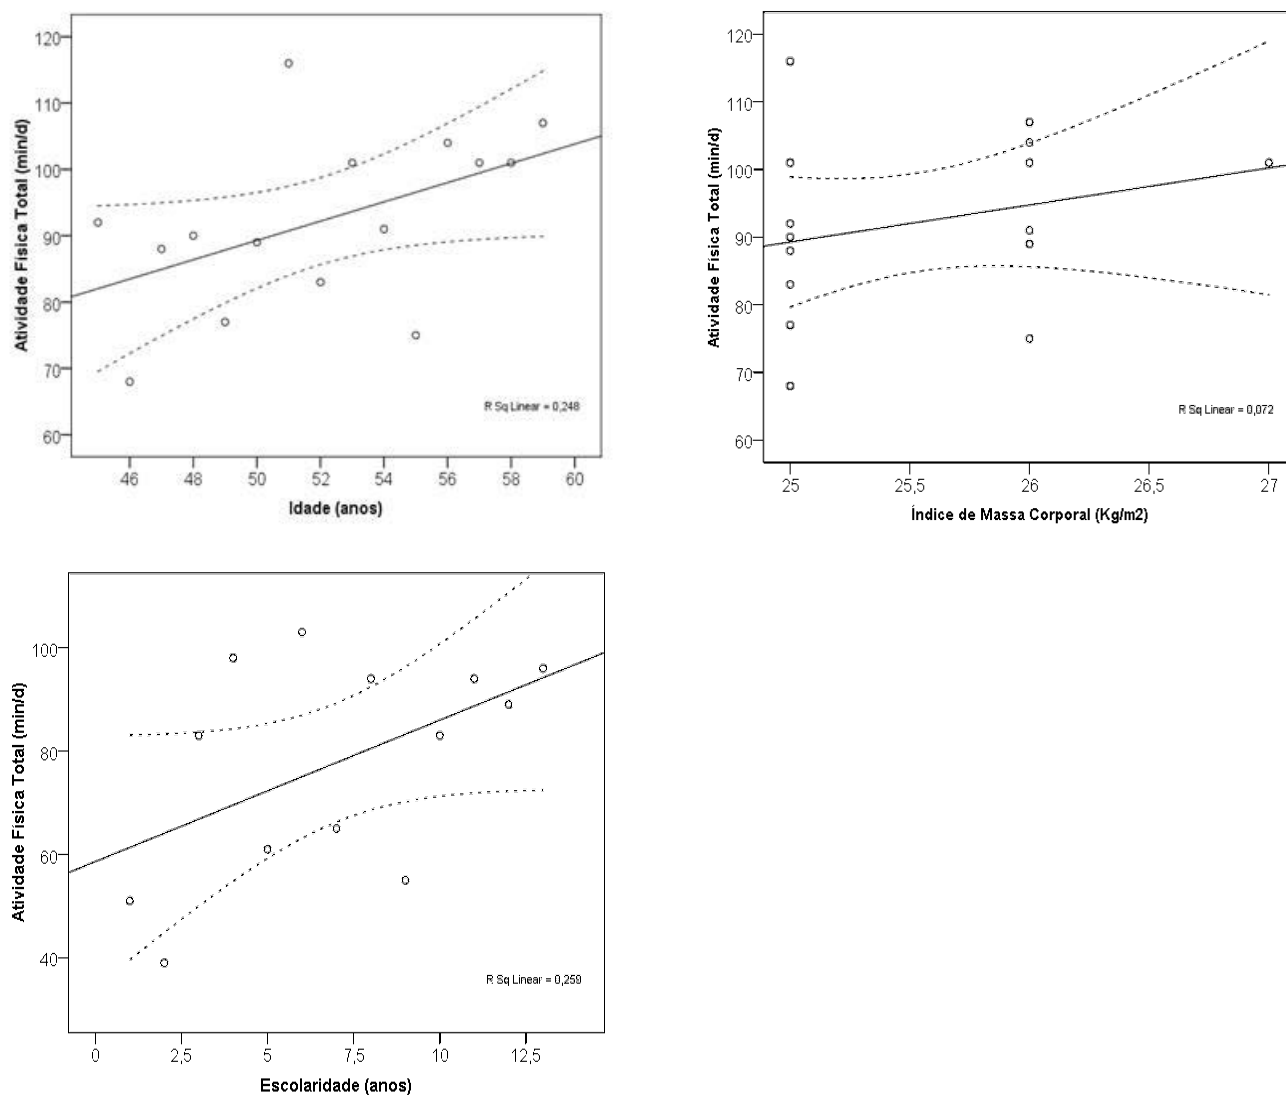 Atividade Física Total (min/d)
120
110
100
90
80
70
60
R Sq Linear = 0,248
46 48 50 52 54 56 58 60
Idade (anos)
Atividade Física Total (min/d)
120
110
100
90
80
70
60
R Sq Linear = 0,072
25 25,5 26 26,5 27
Índice de Massa Corporal (Kg/m2)
Atividade Física Total (min/d)
100
80
60
40
R Sq Linear = 0,259
0 2,5 5 7,5 10 12,5
Escolaridade (anos)